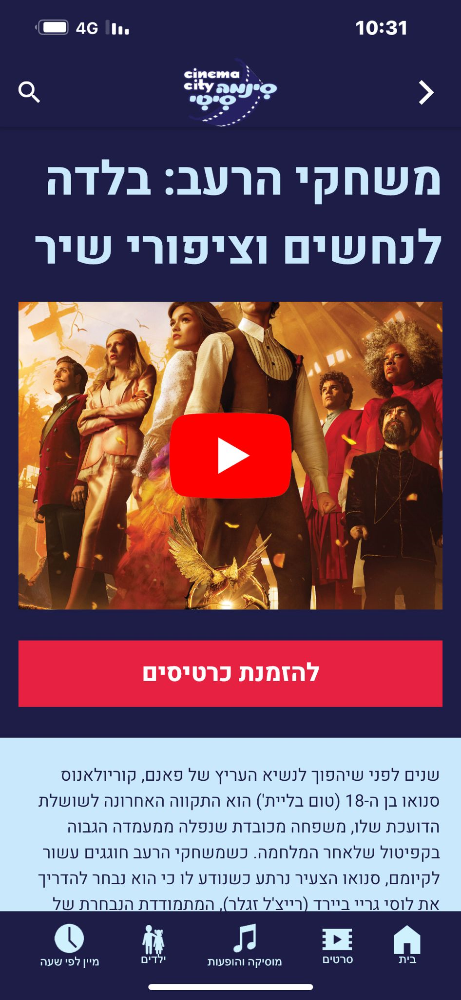 10:31
4G
cinema
city סינמה
סיטי
משחקי הרעב: בלדה
לנחשים וציפורי שיר
להזמנת כרטיסים
שנים לפני שיהפוך לנשיא העריץ של פאנם, קוריולאנוס
סנואו בן ה-18 (טום בליית') הוא התקווה האחרונה לשושלת
הדועכת שלו, משפחה מכובדת שנפלה ממעמדה הגבוה
בקפיטול שלאחר המלחמה. כשמשחקי הרעב חוגגים עשור
לקיומם, סנואו הצעיר נרתע כשנודע לו כי הוא נבחר להדריך
את לוסי גריי ביירד (רייצ'ל זגלר), המתמודדת הנבחרת של
בית
סרטים
מוסיקה והופעות
ילדים
מיין לפי שעה